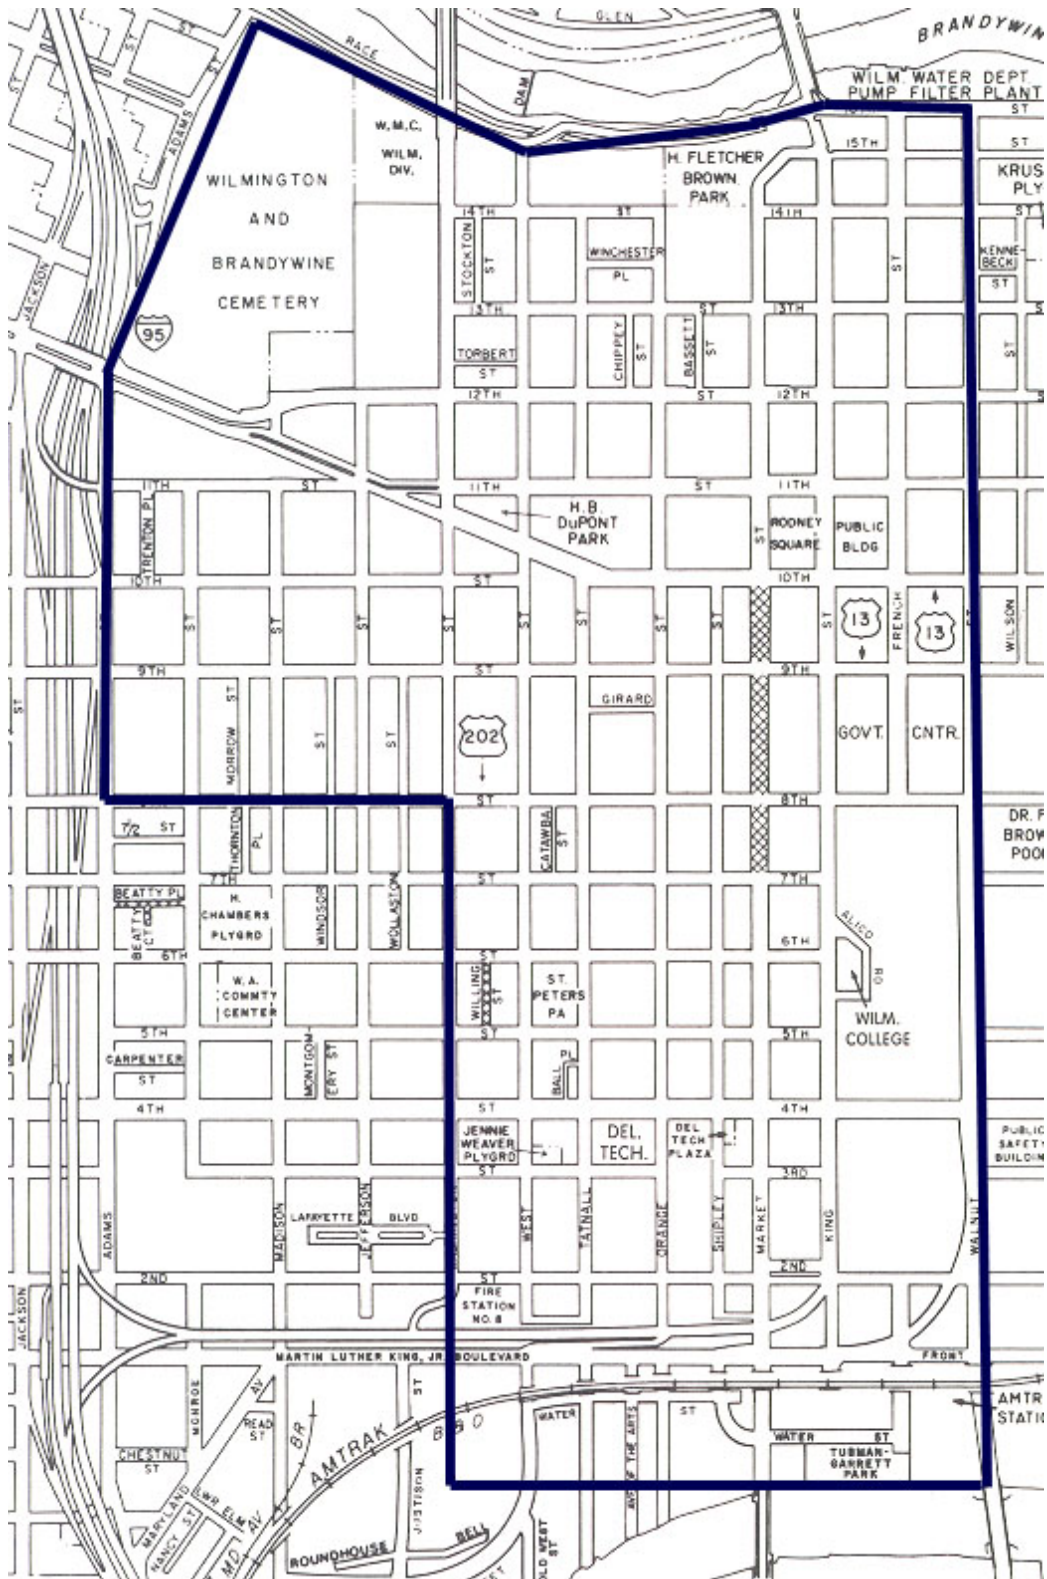 GLEN
BRANDYWIN
RACE
ST
ST
ST
DAM
WILM. WATER DEPT.
PUMP FILTER PLANT
ST
ADAMS
W.M.C.
WILM.
DIV.
15TH
ST
H. FLETCHER
BROWN
PARK
KRUS
PLY
WILMINGTON
AND
BRANDYWINE
CEMETERY
14TH
ST
14TH
ST
STOCKTON
ST
WINCHESTER
PL
ST
KENNE
BECK
ST
JACKSON
95
13TH
ST
13TH
TORBERT
ST
CHIPPEY
ST
BASSETT
ST
ST
12TH
ST
12TH
11TH
ST
11TH
ST
11TH
TRENTON PL
H.B.
DuPONT
PARK
ST
RODNEY
SQUARE
PUBLIC
BLDG
10TH
ST
10TH
ST
ST
ST
ST
ST
ST
ST
ST
ST
13
FRENCH
13
ST
WILSON
9TH
ST
9TH
ST
MORROW
ST
ST
ST
202
GIRARD
GOVT.
CNTR.
ST
8TH
7 1/2 ST
THORNTON
PL
CATAWBA
ST
DR. F
BROW
POO
7TH
ST
7TH
BEATTY PL
BEATTY
CT
H.
CHAMBERS
PLYGRD
WINDSOR
WOLLASTON
ALICO
RD
6TH
ST
6TH
W. A.
COMMTY
CENTER
WILLING
ST
ST.
PETERS
PA
WILM.
COLLEGE
5TH
ST
5TH
CARPENTER
ST
MONTGOM
ERY ST
BALL
PL
4TH
ST
4TH
JENNIE
WEAVER
PLYGRD
DEL.
TECH.
DEL
TECH
PLAZA
PUBLIC
SAFETY
BUILDIN
ST
3RD
ADAMS
MADISON
LAFAYETTE
BLVD
JEFFERSON
WEST
TATNALL
ORANGE
SHIPLEY
MARKET
KING
WALNUT
2ND
ST
2ND
JACKSON
FIRE
STATION
NO. 8
MARTIN LUTHER KING, JR. BOULEVARD
FRONT
MONROE
AV
READ
ST
BR
AMTRAK
B & O
ST
WATER
AVE OF THE ARTS
ST
WATER
ST
TUBMAN-
GARRETT
PARK
AMTR
STATIO
CHESTNUT
ST
MARYLAND
LWR ELM
NANCY ST
MD AV
JUSTISON
ROUNDHOUSE
BELL
OLD WEST
ST